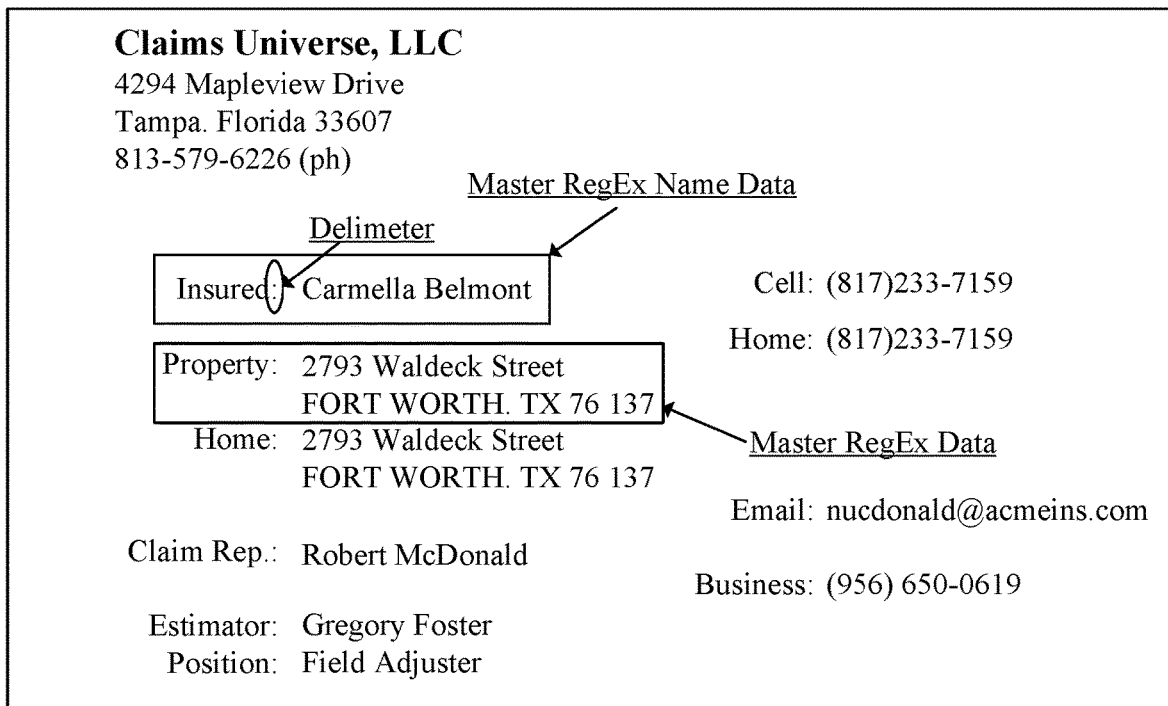 Claims Universe, LLC
4294 Mapleview Drive
Tampa. Florida 33607
813-579-6226 (ph)
Master RegEx Name Data
Delimeter
Insured: Carmella Belmont
Cell: (817)233-7159
Home: (817)233-7159
Property: 2793 Waldeck Street
FORT WORTH. TX 76 137
Home: 2793 Waldeck Street
FORT WORTH. TX 76 137
Master RegEx Data
Email: nucdonald@acmeins.com
Claim Rep.: Robert McDonald
Business: (956) 650-0619
Estimator: Gregory Foster
Position: Field Adjuster